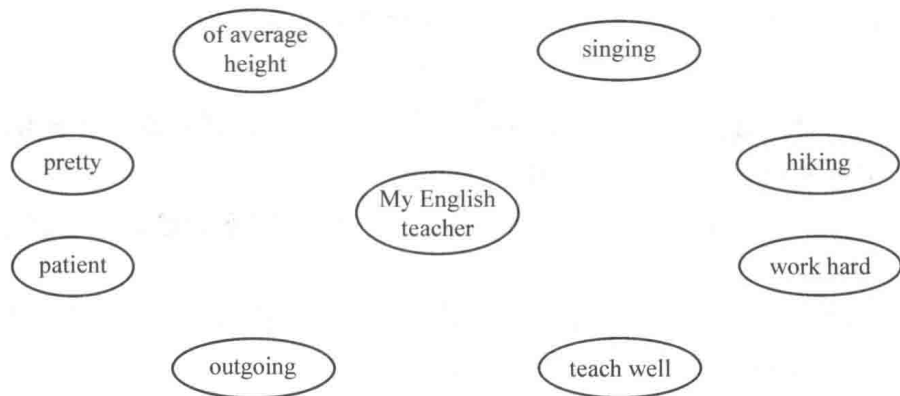 of average
height
singing
pretty
hiking
My English
teacher
patient
work hard
outgoing
teach well